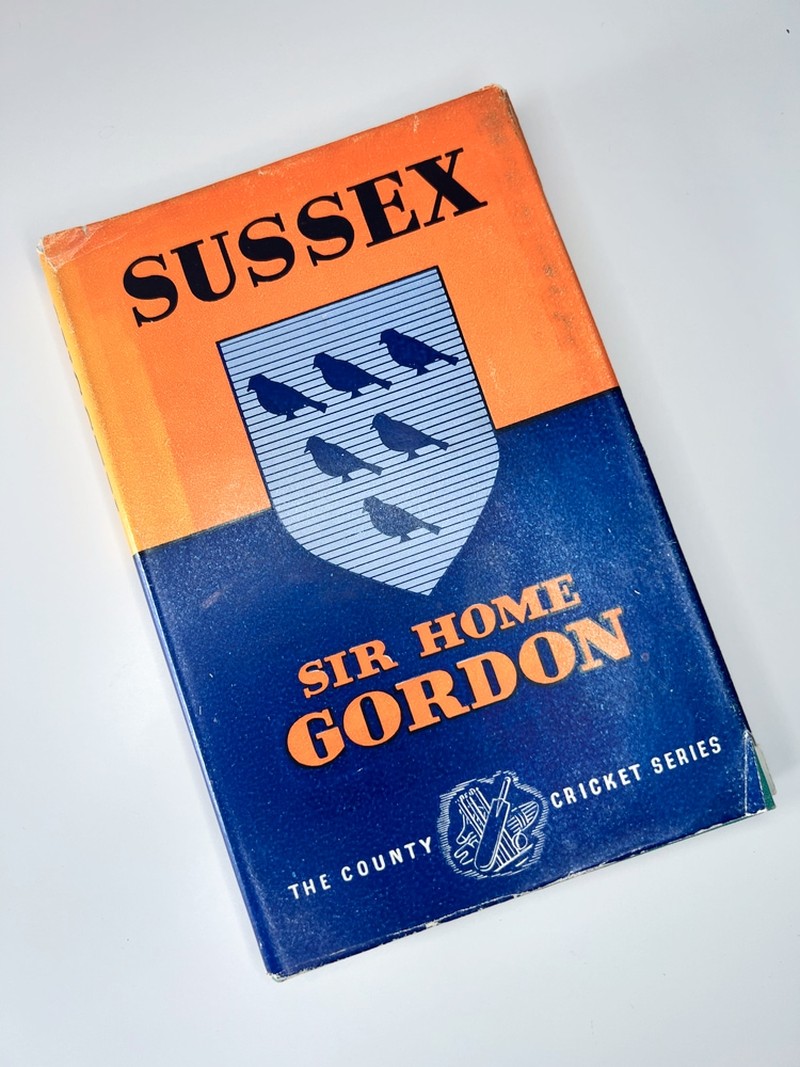 SUSSEX
SIR HOME
GORDON
THE COUNTY CRICKET SERIES